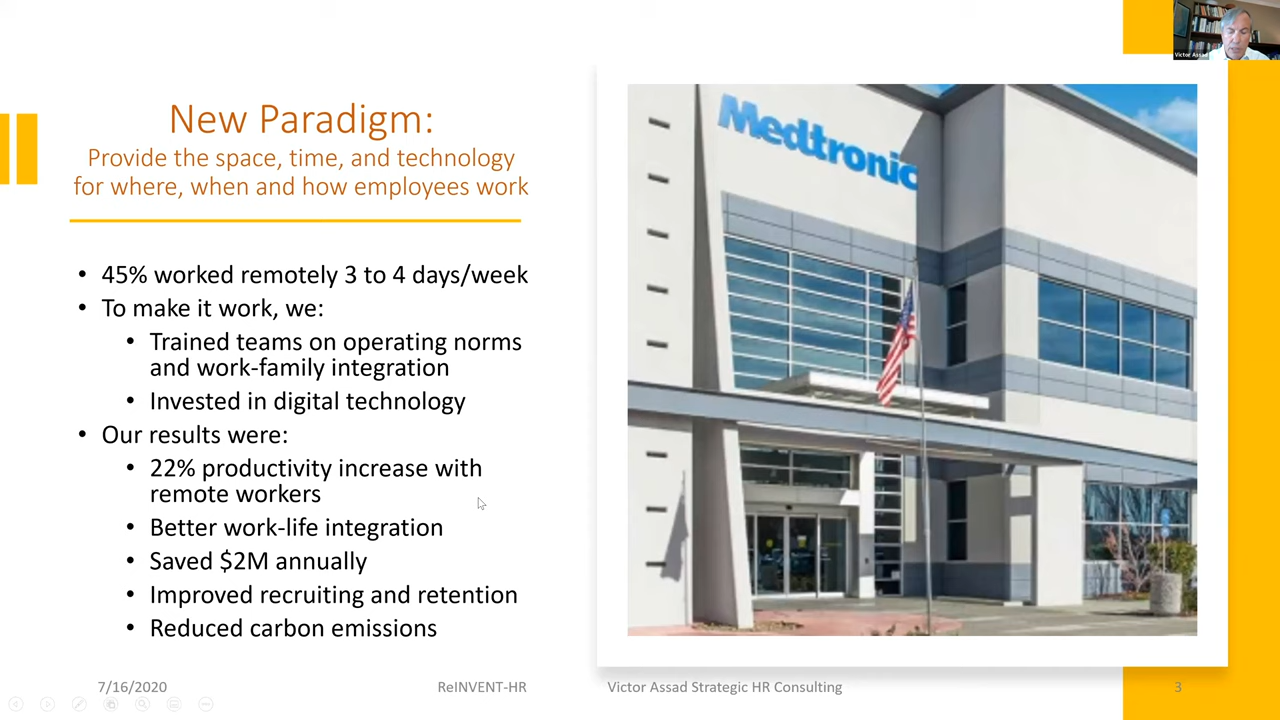 Victor Assad
New Paradigm:
Provide the space, time, and technology
for where, when and how employees work
• 45% worked remotely 3 to 4 days/week
• To make it work, we:
• Trained teams on operating norms
and work-family integration
• Invested in digital technology
• Our results were:
• 22% productivity increase with
remote workers
• Better work-life integration
• Saved $2M annually
• Improved recruiting and retention
• Reduced carbon emissions
Medtronic
7/16/2020
ReINVENT-HR
Victor Assad Strategic HR Consulting
3